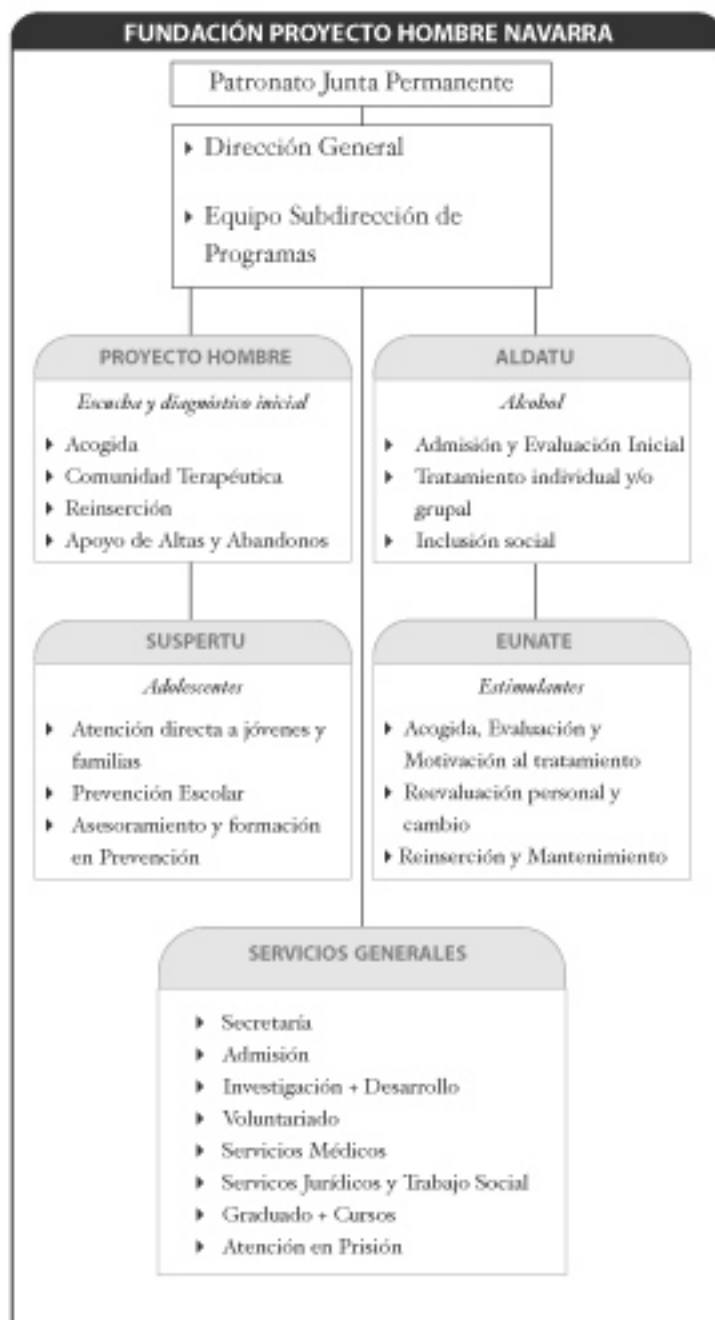 FUNDACIÓN PROYECTO HOMBRE NAVARRA
Patronato Junta Permanente
Dirección General
Equipo Subdirección de
Programas
PROYECTO HOMBRE
Escucha y diagnóstico inicial
Acogida
Comunidad Terapéutica
Reinserción
Apoyo de Altas y Abandonos
ALDATU
Alcohol
Admisión y Evaluación Inicial
Tratamiento individual y/o
grupal
Inclusión social
SUSPERTU
Adolescentes
Atención directa a jóvenes y
familias
Prevención Escolar
Asesoramiento y formación
en Prevención
EUNATE
Estimulantes
Acogida, Evaluación y
Motivación al tratamiento
Reevaluación personal y
cambio
Reinserción y Mantenimiento
SERVICIOS GENERALES
Secretaría
Admisión
Investigación + Desarrollo
Voluntariado
Servicios Médicos
Servicos Jurídicos y Trabajo Social
Graduado + Cursos
Atención en Prisión